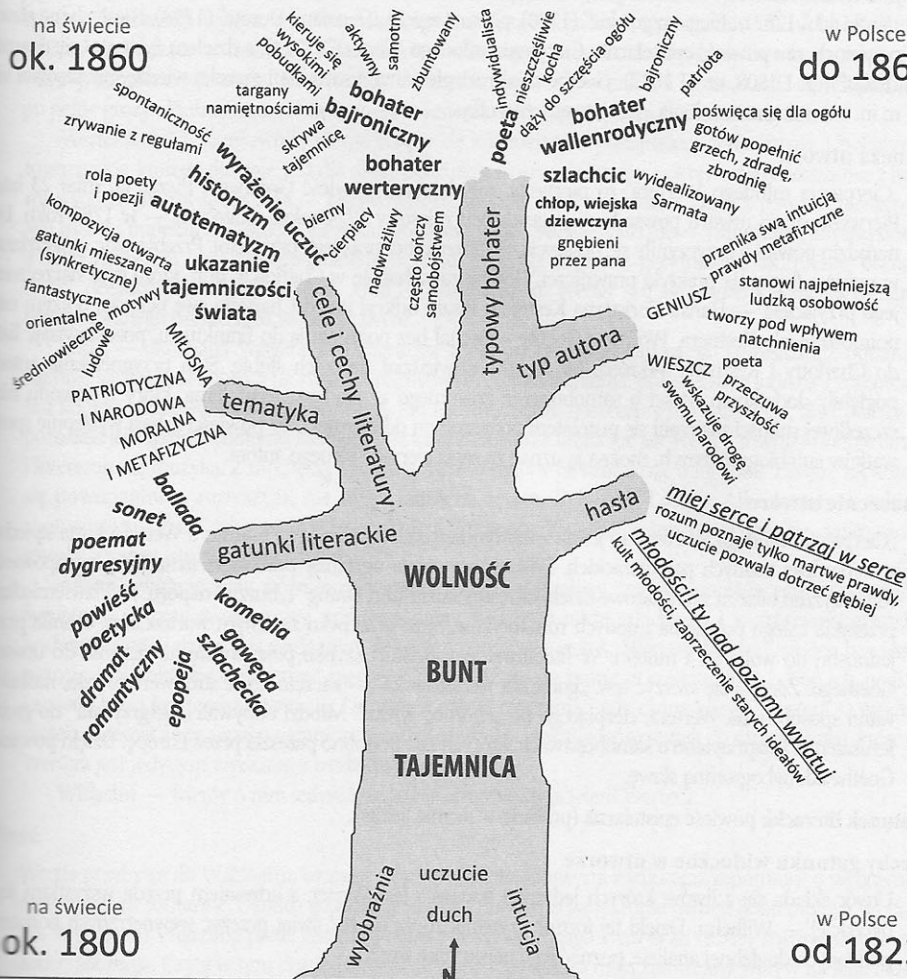 na świecie
ok. 1860
w Polsce
do 186
kieruje się
wysokimi
pobudkami
aktywny
samotny
zbuntowany
targany
namiętnościami
skrywa
tajemnicę
bohater
bajroniczny
bohater
werteryczny
bierny
cierpiący
nadwrażliwy
często kończy
samobójstwem
poeta
indywidualista
nieszczęśliwie
kocha
dąży do szczęścia ogółu
bohater
wallenrodyczny
bajroniczny
patriota
poświęca się dla ogółu
gotów popełnić
grzech, zdradę,
zbrodnię
szlachcic
wyidealizowany
Sarmata
chłop, wiejska
dziewczyna
gnębieni
przez pana
typowy bohater
spontaniczność
zrywanie z regułami
wyrażenie uczuć
historyzm
rola poety
i poezji
autotematyzm
kompozycja otwarta
gatunki mieszane
(synkretyczne)
ukazanie
tajemniczości
świata
fantastyczne
orientalne
średniowieczne
ludowe
motywy
cele i cechy literatury
typ autora
GENIUSZ
przenika swą intuicją
prawdy metafizyczne
stanowi najpełniejszą
ludzką osobowość
tworzy pod wpływem
natchnienia
WIESZCZ
poeta
przeczuwa
przyszłość
wskazuje drogę
swemu narodowi
tematyka
MIŁOSNA
PATRIOTYCZNA
I NARODOWA
MORALNA
I METAFIZYCZNA
gatunki literackie
ballada
sonet
poemat
dygresyjny
powieść
poetycka
dramat
romantyczny
epopeja
gawęda
szlachecka
komedia
hasła
miej serce i patrzaj w serce
rozum poznaje tylko martwe prawdy,
uczucie pozwala dotrzeć głębiej
młodości! ty nad poziomy wylatuj
kult młodości, zaprzeczenie starych ideałów
WOLNOŚĆ
BUNT
TAJEMNICA
wyobraźnia
uczucie
duch
intuicja
na świecie
ok. 1800
w Polsce
od 182